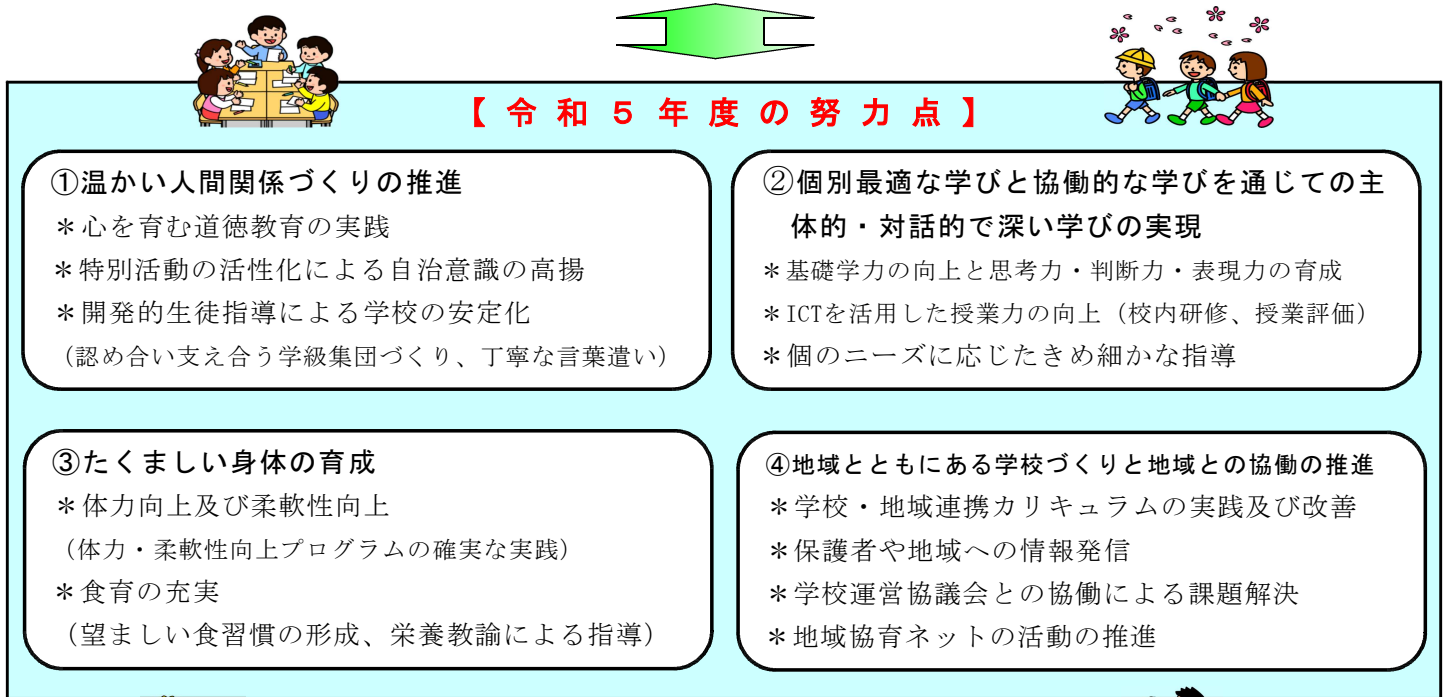 【令和５年度の努力点】
①温かい人間関係づくりの推進
＊心を育む道徳教育の実践
＊特別活動の活性化による自治意識の高揚
＊開発的生徒指導による学校の安定化
（認め合い支え合う学級集団づくり、丁寧な言葉遣い）
②個別最適な学びと協働的な学びを通じての主
体的・対話的で深い学びの実現
＊基礎学力の向上と思考力・判断力・表現力の育成
＊ICTを活用した授業力の向上（校内研修、授業評価）
＊個のニーズに応じたきめ細かな指導
③たくましい身体の育成
＊体力向上及び柔軟性向上
（体力・柔軟性向上プログラムの確実な実践）
＊食育の充実
（望ましい食習慣の形成、栄養教諭による指導）
④地域とともにある学校づくりと地域との協働の推進
＊学校・地域連携カリキュラムの実践及び改善
＊保護者や地域への情報発信
＊学校運営協議会との協働による課題解決
＊地域協育ネットの活動の推進